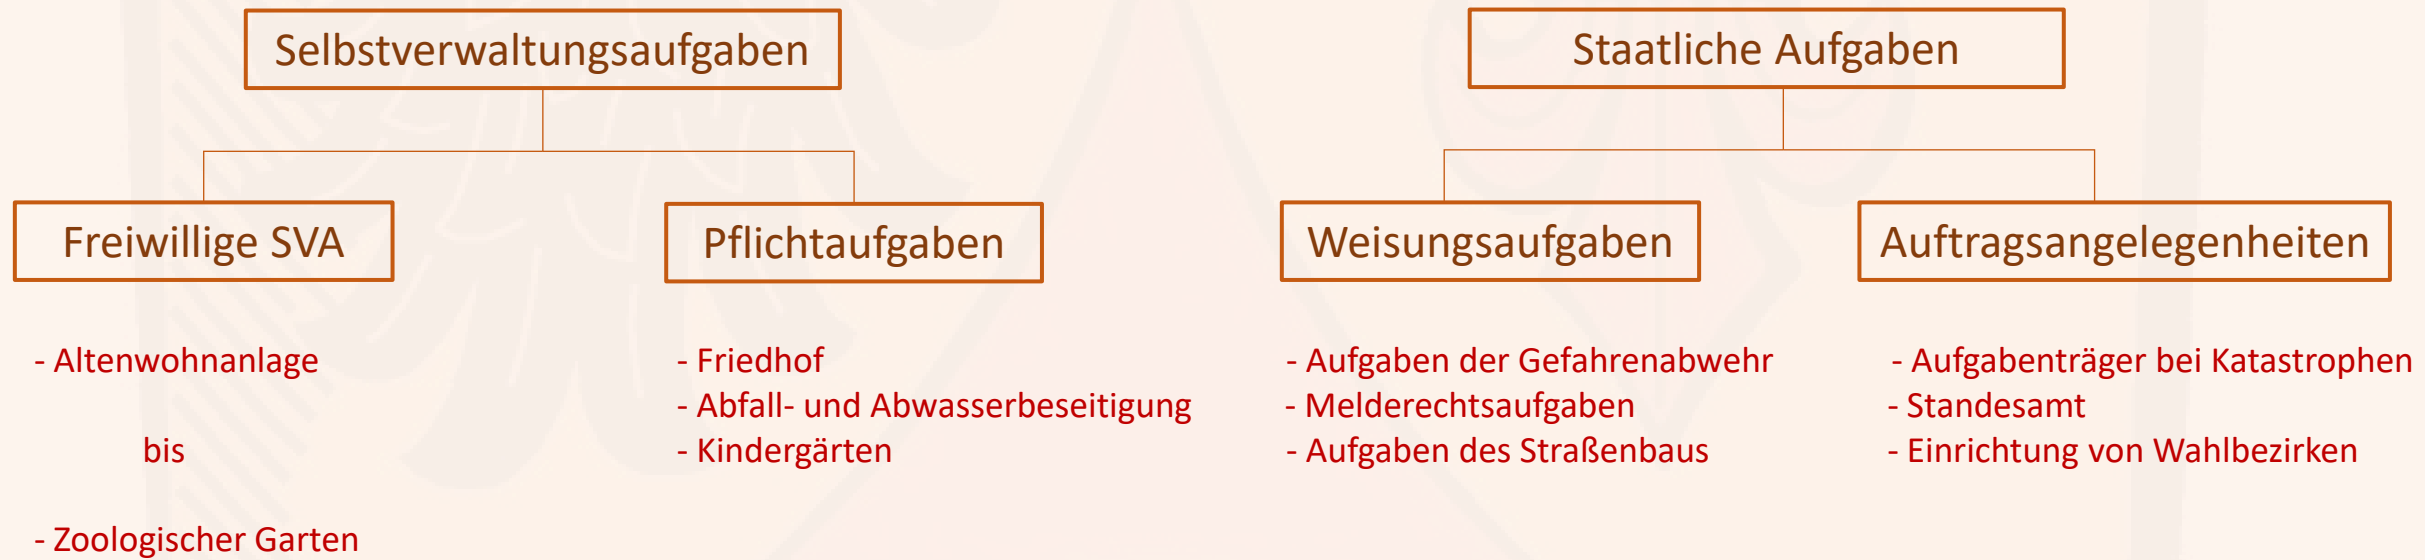 Selbstverwaltungsaufgaben
Staatliche Aufgaben
Freiwillige SVA
Pflichtaufgaben
Weisungsaufgaben
Auftragsangelegenheiten
- Altenwohnanlage
bis
- Zoologischer Garten
- Friedhof
- Abfall- und Abwasserbeseitigung
- Kindergärten
- Aufgaben der Gefahrenabwehr
- Melderechtsaufgaben
- Aufgaben des Straßenbaus
- Aufgabenträger bei Katastrophen
- Standesamt
- Einrichtung von Wahlbezirken